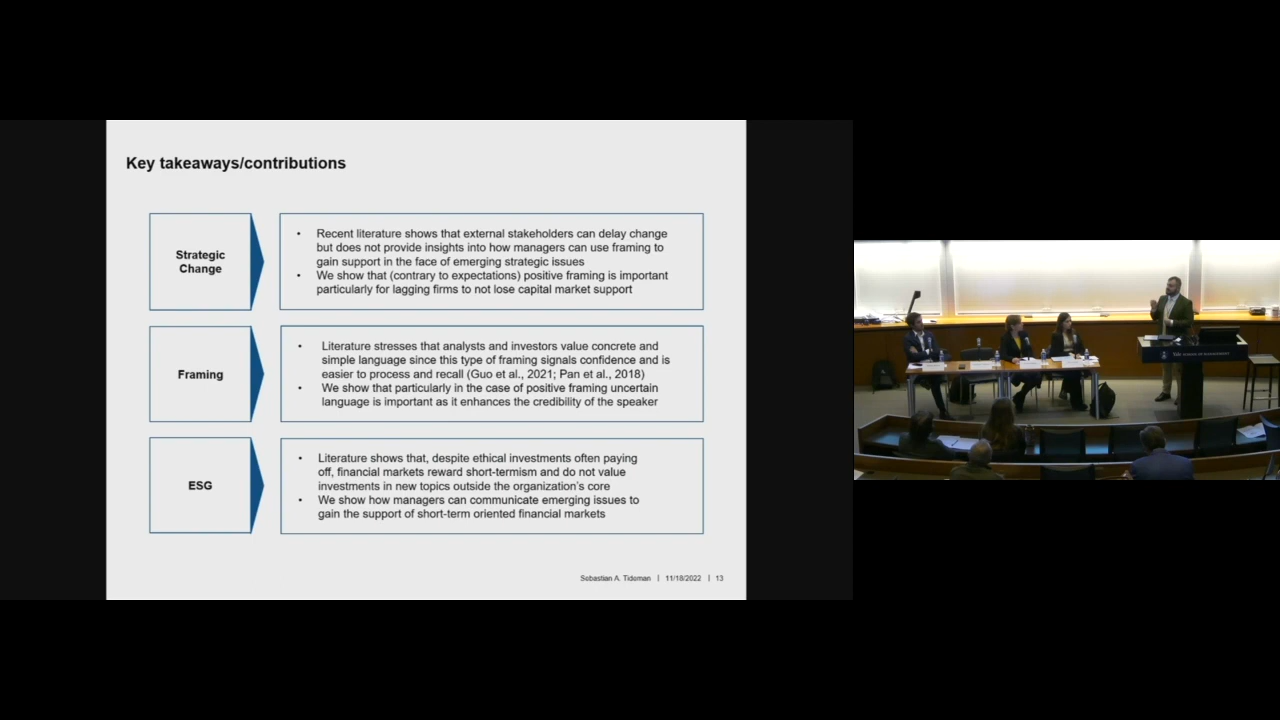 Key takeaways/contributions
Strategic
Change
• Recent literature shows that external stakeholders can delay change
but does not provide insights into how managers can use framing to
gain support in the face of emerging strategic issues
• We show that (contrary to expectations) positive framing is important
particularly for lagging firms to not lose capital market support
Framing
• Literature stresses that analysts and investors value concrete and
simple language since this type of framing signals confidence and is
easier to process and recall (Guo et al., 2021; Pan et al., 2018)
• We show that particularly in the case of positive framing uncertain
language is important as it enhances the credibility of the speaker
ESG
• Literature shows that, despite ethical investments often paying
off, financial markets reward short-termism and do not value
investments in new topics outside the organization's core
• We show how managers can communicate emerging issues to
gain the support of short-term oriented financial markets
Sebastian A. Tideman | 11/18/2022 | 13
Yale SCHOOL OF MANAGEMENT